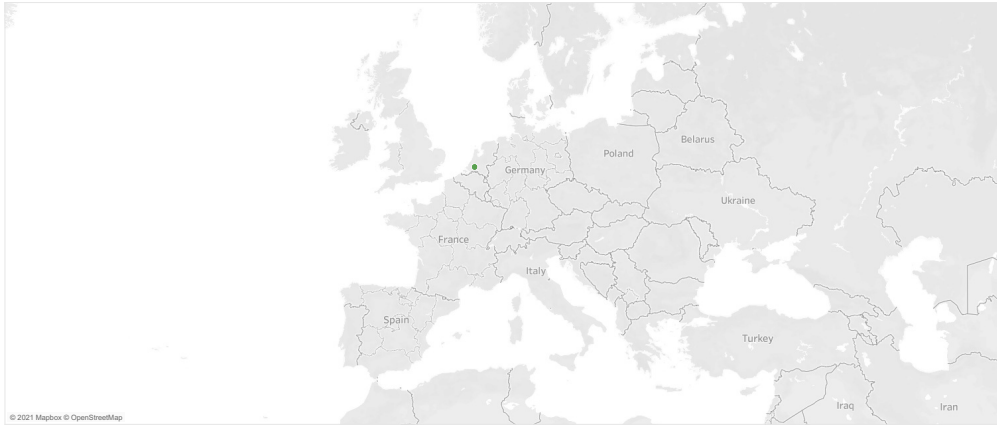 Belarus
Poland
Germany
Ukraine
France
Italy
Spain
Turkey
Iraq
Iran
© 2021 Mapbox © OpenStreetMap